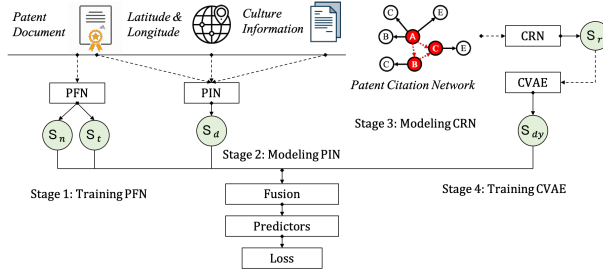 Patent
Document
Latitude &
Longitude
Culture
Information
C
E
B
A
C
E
C
B
Patent Citation Network
CRN
S_r
CVAE
S_dy
PFN
PIN
S_n
S_t
S_d
Stage 3: Modeling CRN
Stage 2: Modeling PIN
Stage 1: Training PFN
Stage 4: Training CVAE
Fusion
Predictors
Loss